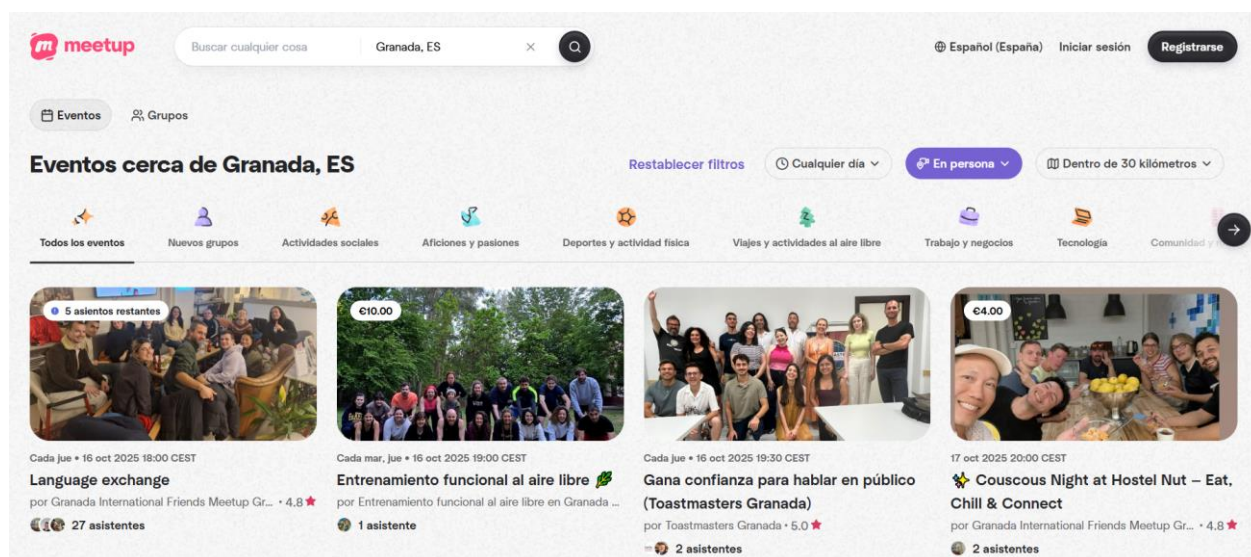 meetup
Buscar cualquier cosa
Granada, ES
Español (España)
Iniciar sesión
Registrarse
Eventos
Grupos
Eventos cerca de Granada, ES
Restablecer filtros
Cualquier día
En persona
Dentro de 30 kilómetros
Todos los eventos
Nuevos grupos
Actividades sociales
Aficiones y pasiones
Deportes y actividad física
Viajes y actividades al aire libre
Trabajo y negocios
Tecnología
Comunidad y
5 asientos restantes
Cada jue • 16 oct 2025 18:00 CEST
Language exchange
por Granada International Friends Meetup Gr... • 4.8
27 asistentes
€10.00
Cada mar, jue • 16 oct 2025 19:00 CEST
Entrenamiento funcional al aire libre
por Entrenamiento funcional al aire libre en Granada ...
1 asistente
Cada jue • 16 oct 2025 19:30 CEST
Gana confianza para hablar en público
(Toastmasters Granada)
por Toastmasters Granada • 5.0
2 asistentes
€4.00
17 oct 2025 20:00 CEST
✨ Couscous Night at Hostel Nut – Eat,
Chill & Connect
por Granada International Friends Meetup Gr... • 4.8
2 asistentes